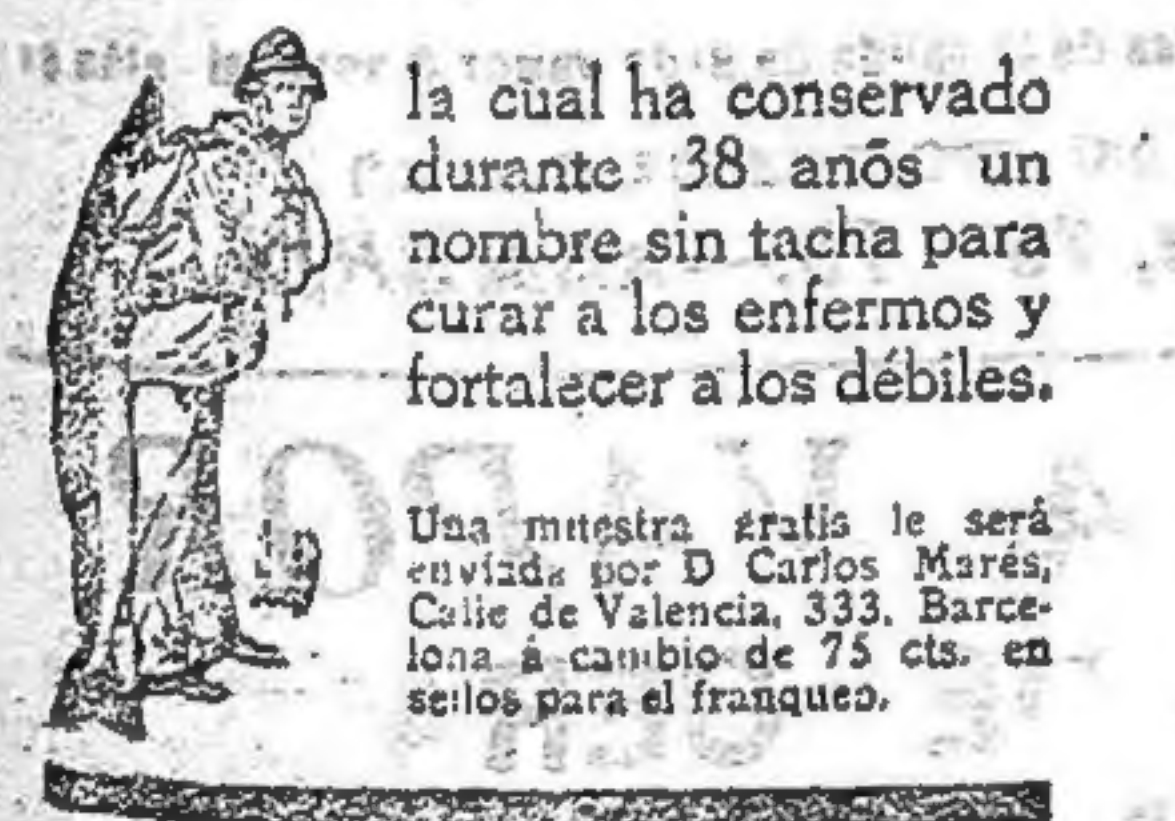 la cual ha conservado
durante 38 anōs un
nombre sin tacha para
curar a los enfermos y
fortalecer a los débiles.
Una muestra gratis le será
enviada por D Carlos Marés,
Calle de Valencia, 333. Barce-
lona á cambio de 75 cts. en
sellos para el franqueo.